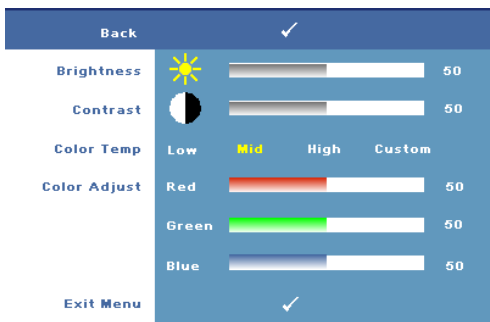 Back
Brightness 50
Contrast 50
Color Temp Low Mid High Custom
Color Adjust Red 50
Green 50
Blue 50
Exit Menu